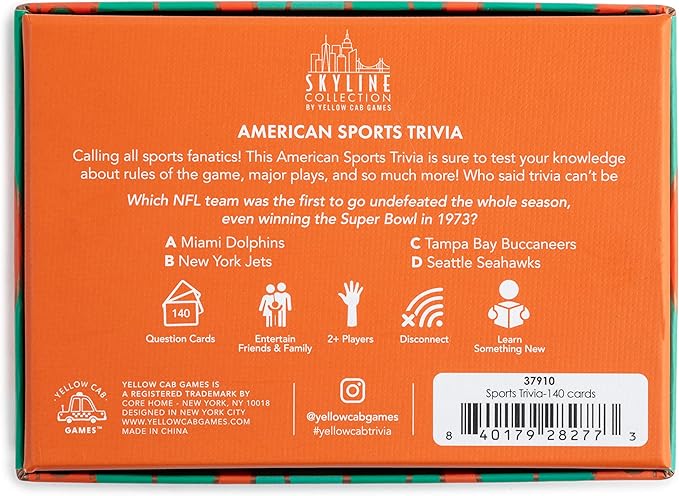 SKYLINE
COLLECTION
BY YELLOW CAB GAMES
AMERICAN SPORTS TRIVIA
Calling all sports fanatics! This American Sports Trivia is sure to test your knowledge
about rules of the game, major plays, and so much more! Who said trivia can't be
Which NFL team was the first to go undefeated the whole season,
even winning the Super Bowl in 1973?
A Miami Dolphins
B New York Jets
C Tampa Bay Buccaneers
D Seattle Seahawks
140
Question Cards
Entertain
Friends & Family
2+ Players
Disconnect
Learn
Something New
YELLOW CAB
GAMES™
YELLOW CAB GAMES IS
A REGISTERED TRADEMARK BY
CORE HOME - NEW YORK, NY 10018
DESIGNED IN NEW YORK CITY
WWW.YELLOWCABGAMES.COM
MADE IN CHINA
@yellowcabgames
#yellowcabtrivia
37910
Sports Trivia-140 cards
8 40179 28277 3